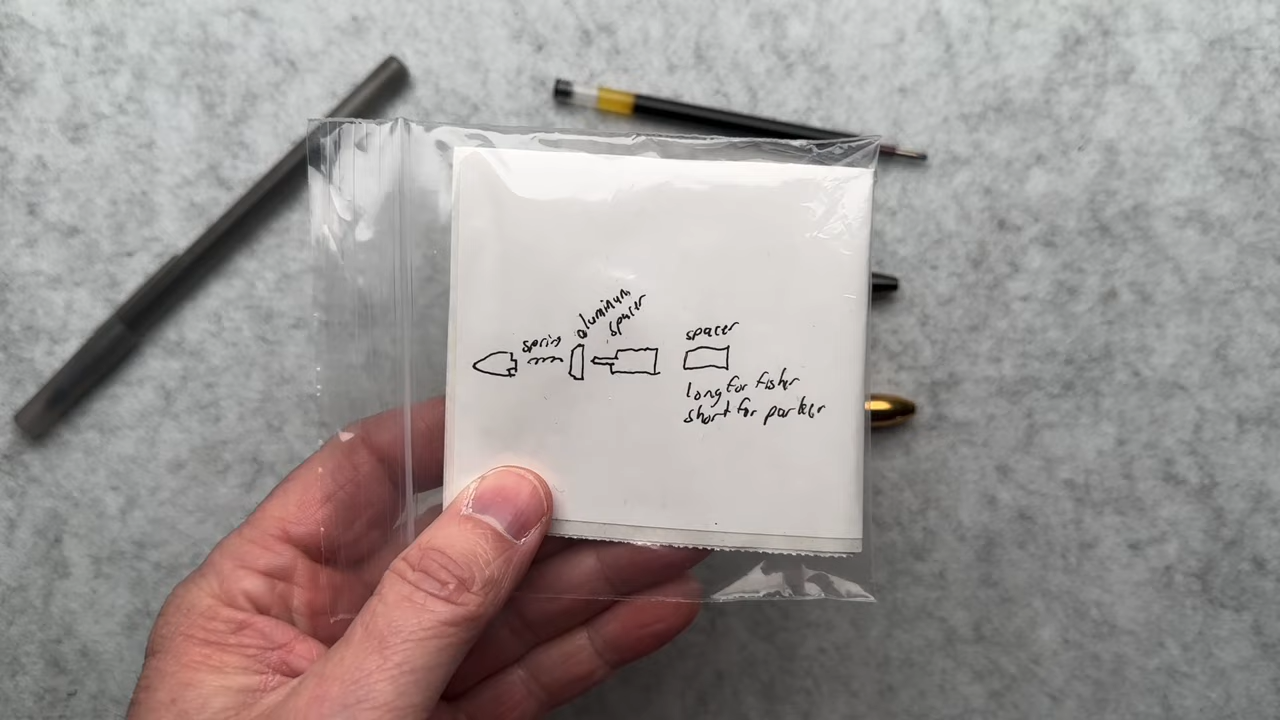 spring
aluminum
spacer
spacer
long for fisher
short for parker